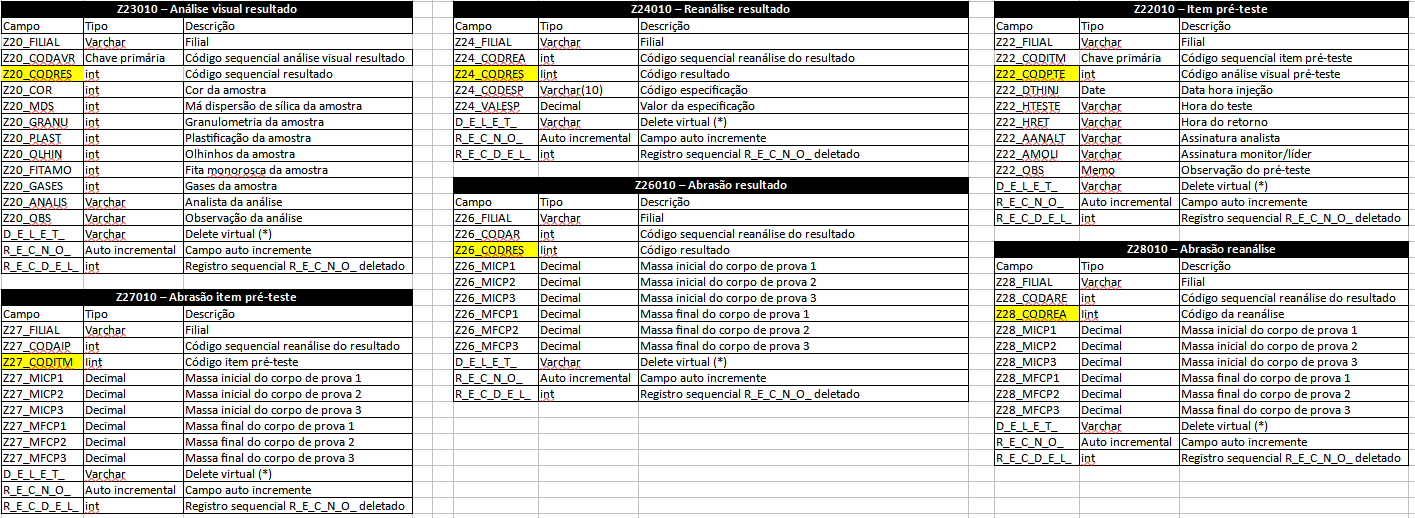 Z23010 – Análise visual resultado
Campo Tipo Descrição
Z20_FILIAL Varchar Filial
Z20_CODAVR Chave primária Código sequencial análise visual resultado
Z20_CODRES int Código sequencial resultado
Z20_COR int Cor da amostra
Z20_MDS int Má dispersão de sílica da amostra
Z20_GRANU int Granulometria da amostra
Z20_PLAST int Plastificação da amostra
Z20_OLHIN int Olhinhos da amostra
Z20_FITAMO int Fita monorosca da amostra
Z20_GASES int Gases da amostra
Z20_ANALIS Varchar Analista da análise
Z20_OBS Varchar Observação da análise
D_E_L_E_T_ Varchar Delete virtual (*)
R_E_C_N_O_ Auto incremental Campo auto incremente
R_E_C_D_E_L_ int Registro sequencial R_E_C_N_O_ deletado
Z27010 – Abrasão item pré-teste
Campo Tipo Descrição
Z27_FILIAL Varchar Filial
Z27_CODAIP int Código sequencial reanálise do resultado
Z27_CODITM Iint Código item pré-teste
Z27_MICP1 Decimal Massa inicial do corpo de prova 1
Z27_MICP2 Decimal Massa inicial do corpo de prova 2
Z27_MICP3 Decimal Massa inicial do corpo de prova 3
Z27_MFCP1 Decimal Massa final do corpo de prova 1
Z27_MFCP2 Decimal Massa final do corpo de prova 2
Z27_MFCP3 Decimal Massa final do corpo de prova 3
D_E_L_E_T_ Varchar Delete virtual (*)
R_E_C_N_O_ Auto incremental Campo auto incremente
R_E_C_D_E_L_ int Registro sequencial R_E_C_N_O_ deletado
Z24010 – Reanálise resultado
Campo Tipo Descrição
Z24_FILIAL Varchar Filial
Z24_CODREA int Código sequencial reanálise do resultado
Z24_CODRES Iint Código resultado
Z24_CODESP Varchar(10) Código especificação
Z24_VALESP Decimal Valor da especificação
D_E_L_E_T_ Varchar Delete virtual (*)
R_E_C_N_O_ Auto incremental Campo auto incremente
R_E_C_D_E_L_ int Registro sequencial R_E_C_N_O_ deletado
Z26010 – Abrasão resultado
Campo Tipo Descrição
Z26_FILIAL Varchar Filial
Z26_CODAR int Código sequencial reanálise do resultado
Z26_CODRES Iint Código resultado
Z26_MICP1 Decimal Massa inicial do corpo de prova 1
Z26_MICP2 Decimal Massa inicial do corpo de prova 2
Z26_MICP3 Decimal Massa inicial do corpo de prova 3
Z26_MFCP1 Decimal Massa final do corpo de prova 1
Z26_MFCP2 Decimal Massa final do corpo de prova 2
Z26_MFCP3 Decimal Massa final do corpo de prova 3
D_E_L_E_T_ Varchar Delete virtual (*)
R_E_C_N_O_ Auto incremental Campo auto incremente
R_E_C_D_E_L_ int Registro sequencial R_E_C_N_O_ deletado
Z22010 – Item pré-teste
Campo Tipo Descrição
Z22_FILIAL Varchar Filial
Z22_CODITM Chave primária Código sequencial item pré-teste
Z22_CODPTE int Código análise visual pré-teste
Z22_DTHINJ Date Data hora injeção
Z22_HTESTE Varchar Hora do teste
Z22_HRET Varchar Hora do retorno
Z22_AANALT Varchar Assinatura analista
Z22_AMOLI Varchar Assinatura monitor/líder
Z22_OBS Memo Observação do pré-teste
D_E_L_E_T_ Varchar Delete virtual (*)
R_E_C_N_O_ Auto incremental Campo auto incremente
R_E_C_D_E_L_ int Registro sequencial R_E_C_N_O_ deletado
Z28010 – Abrasão reanálise
Campo Tipo Descrição
Z28_FILIAL Varchar Filial
Z28_CODARE int Código sequencial reanálise do resultado
Z28_CODREA Iint Código da reanálise
Z28_MICP1 Decimal Massa inicial do corpo de prova 1
Z28_MICP2 Decimal Massa inicial do corpo de prova 2
Z28_MICP3 Decimal Massa inicial do corpo de prova 3
Z28_MFCP1 Decimal Massa final do corpo de prova 1
Z28_MFCP2 Decimal Massa final do corpo de prova 2
Z28_MFCP3 Decimal Massa final do corpo de prova 3
D_E_L_E_T_ Varchar Delete virtual (*)
R_E_C_N_O_ Auto incremental Campo auto incremente
R_E_C_D_E_L_ int Registro sequencial R_E_C_N_O_ deletado